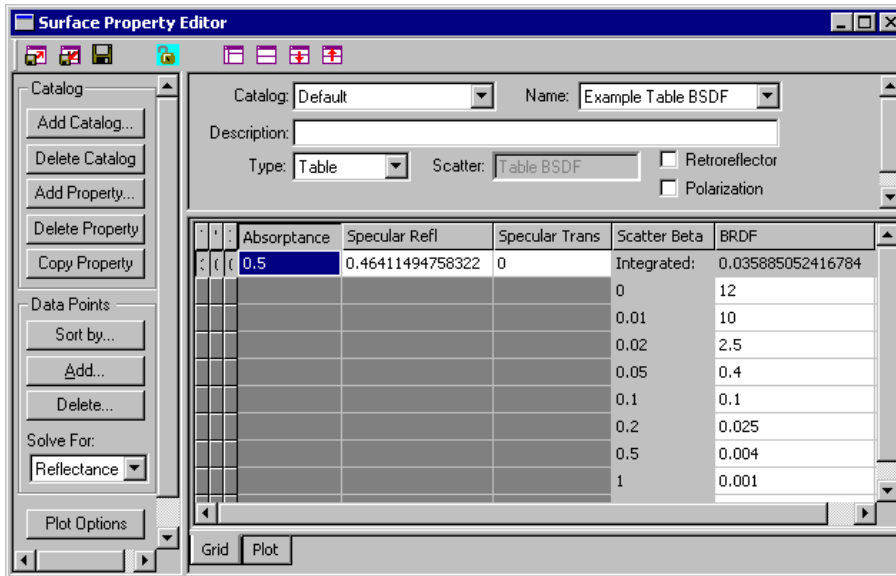 Surface Property Editor
Catalog
Add Catalog...
Delete Catalog
Add Property...
Delete Property
Copy Property
Data Points
Sort by...
Add...
Delete...
Solve For:
Reflectance
Plot Options
Catalog: Default Name: Example Table BSDF
Description:
Type: Table Scatter: Table BSDF Retroreflector
Polarization
Absorptance Specular Refl Specular Trans Scatter Beta BRDF
0.5 0.46411494758322 0 Integrated: 0.035885052416784
0 12
0.01 10
0.02 2.5
0.05 0.4
0.1 0.1
0.2 0.025
0.5 0.004
1 0.001
Grid Plot